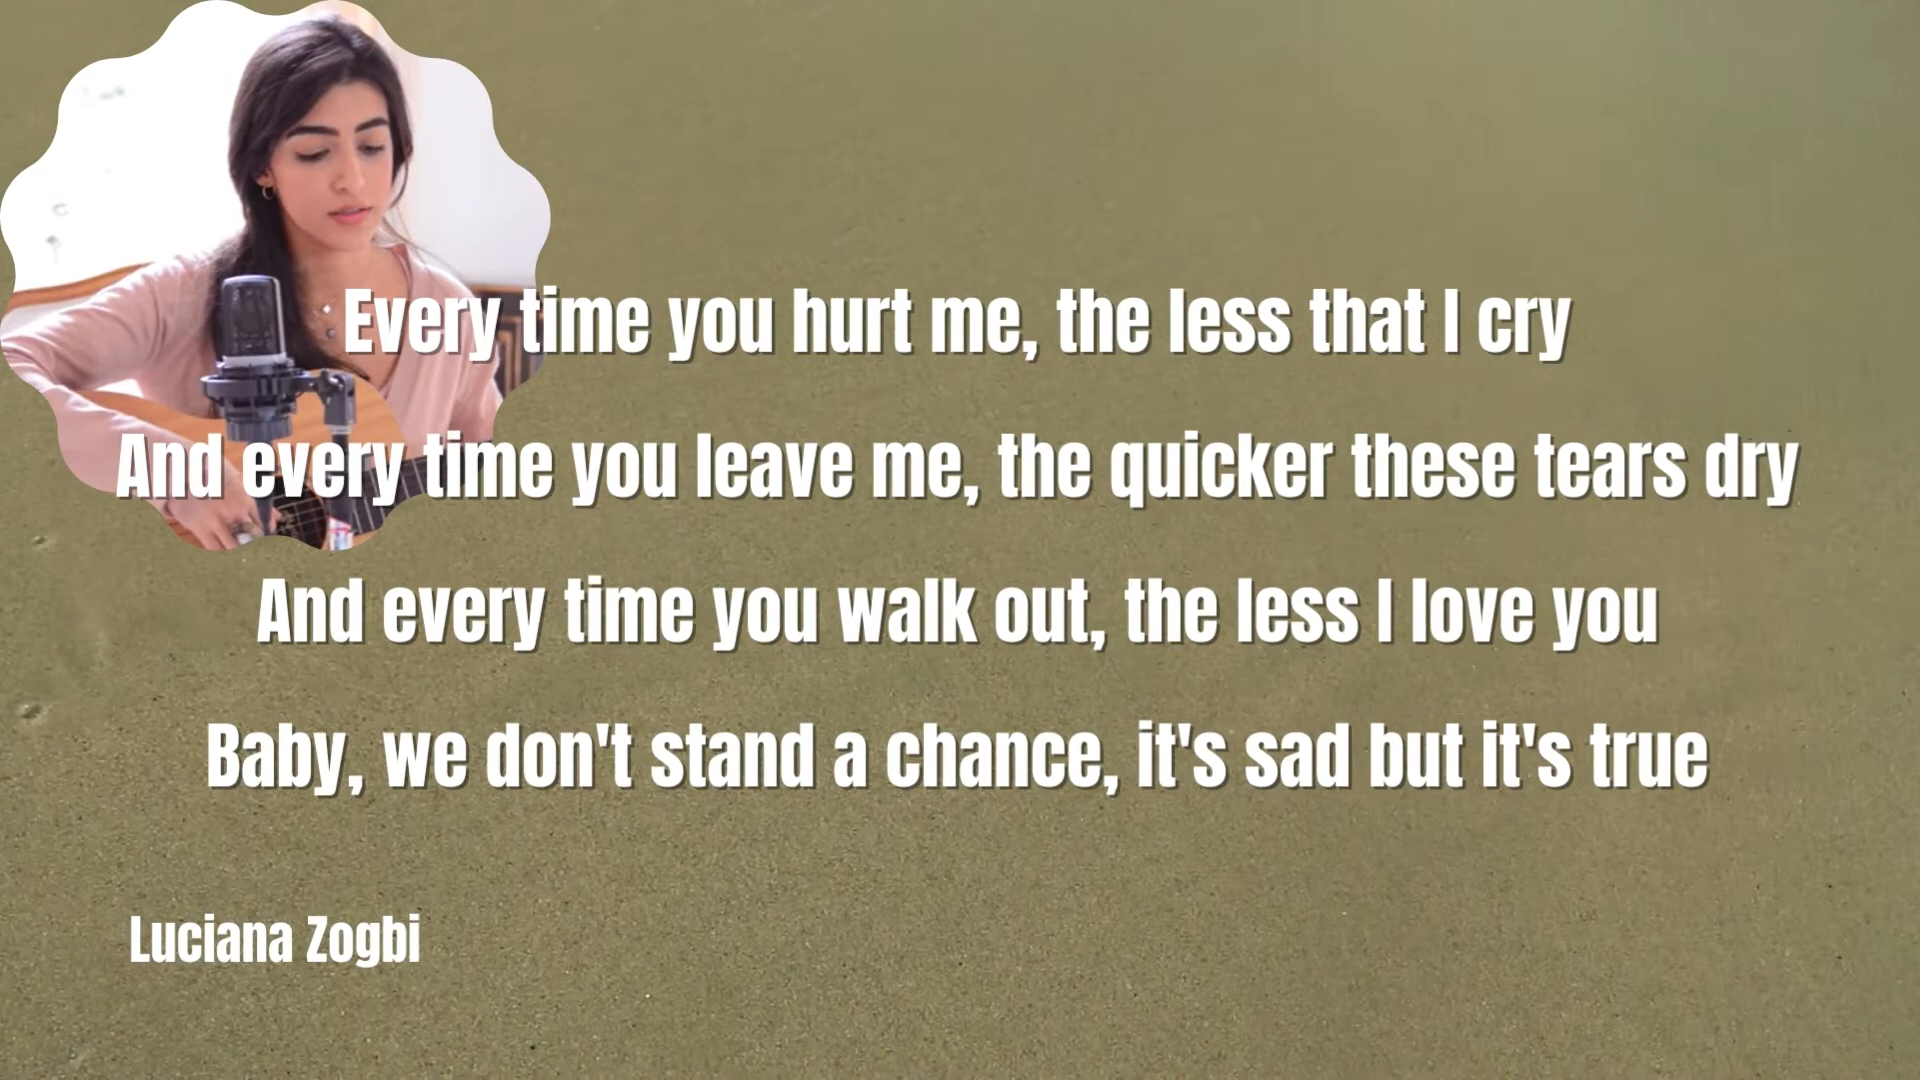 Every time you hurt me, the less that I cry
And every time you leave me, the quicker these tears dry
And every time you walk out, the less I love you
Baby, we don't stand a chance, it's sad but it's true
Luciana Zogbi